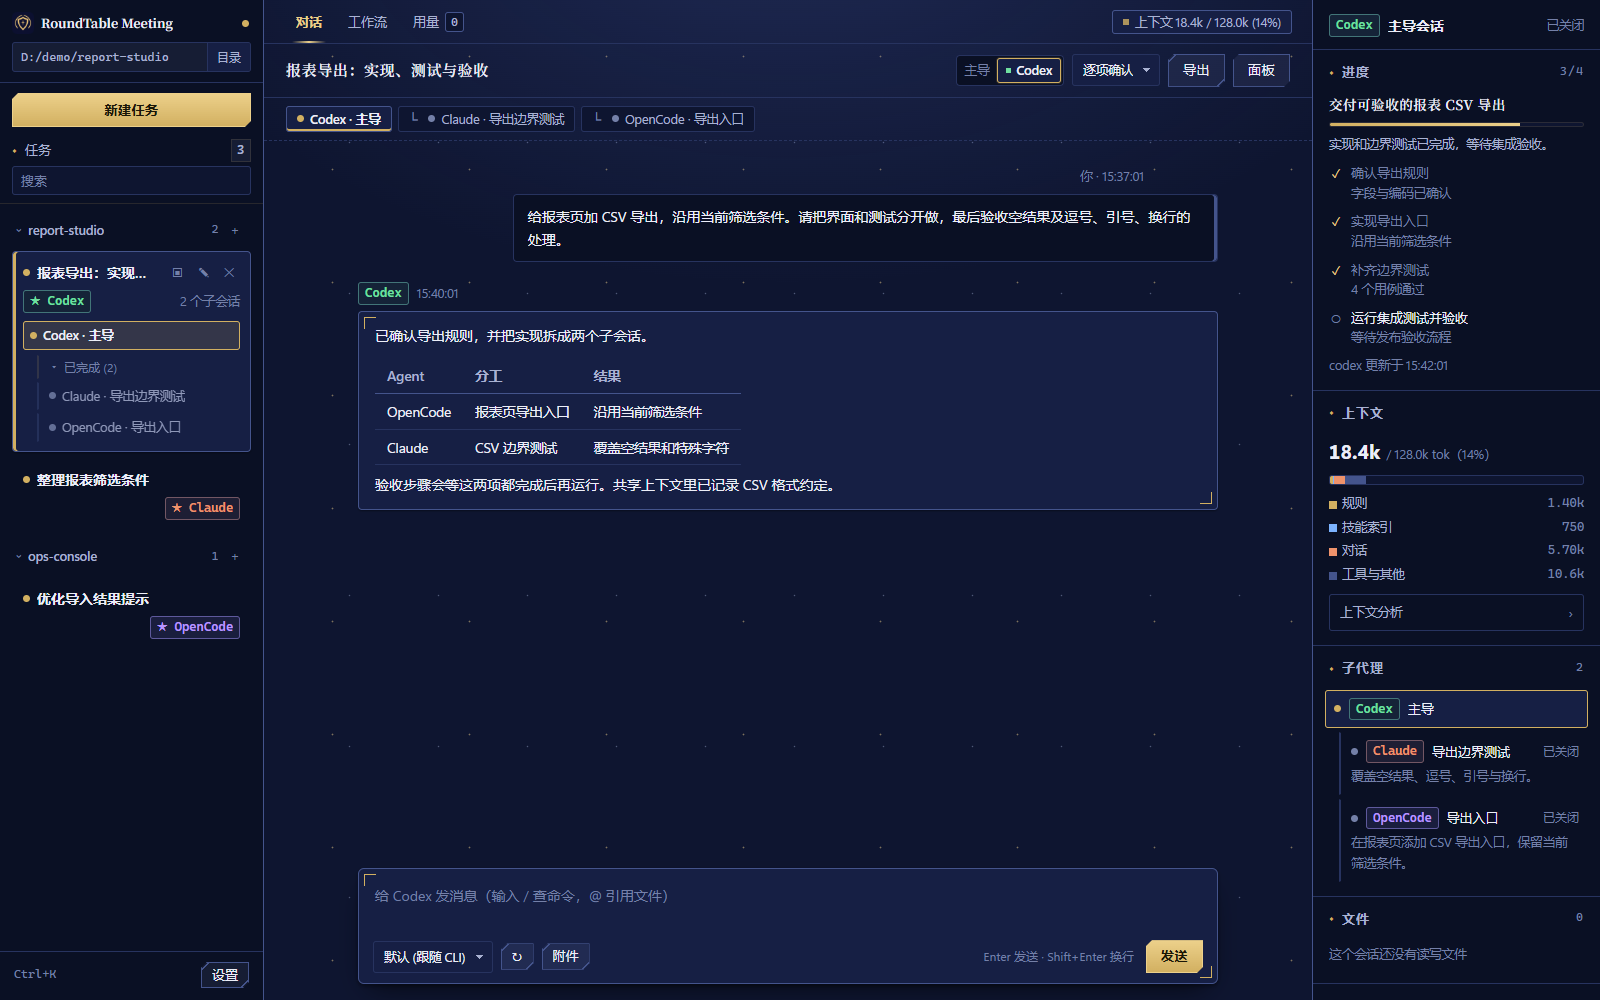 RoundTable Meeting
D:/demo/report-studio 目录
新建任务
任务 3
搜索
report-studio 2 +
报表导出：实现...
★ Codex 2 个子会话
Codex · 主导
已完成 (2)
Claude · 导出边界测试
OpenCode · 导出入口
整理报表筛选条件
★ Claude
ops-console 1 +
优化导入结果提示
★ OpenCode
Ctrl+K 设置
对话 工作流 用量 0 上下文 18.4k / 128.0k (14%)
报表导出：实现、测试与验收 主导 Codex 逐项确认 导出 面板
Codex · 主导 └ Claude · 导出边界测试 └ OpenCode · 导出入口
你 · 15:37:01
给报表页加 CSV 导出，沿用当前筛选条件。请把界面和测试分开做，最后验收空结果及逗号、引号、换行的
处理。
Codex 15:40:01
已确认导出规则，并把实现拆成两个子会话。
Agent 分工 结果
OpenCode 报表页导出入口 沿用当前筛选条件
Claude CSV 边界测试 覆盖空结果和特殊字符
验收步骤会等这两项都完成后再运行。共享上下文里已记录 CSV 格式约定。
给 Codex 发消息（输入 / 查命令，@ 引用文件）
默认 (跟随 CLI) ↻ 附件 Enter 发送 · Shift+Enter 换行 发送
Codex 主导会话 已关闭
进度 3/4
交付可验收的报表 CSV 导出
实现和边界测试已完成，等待集成验收。
✓ 确认导出规则
字段与编码已确认
✓ 实现导出入口
沿用当前筛选条件
✓ 补齐边界测试
4 个用例通过
○ 运行集成测试并验收
等待发布验收流程
codex 更新于 15:42:01
上下文
18.4k / 128.0k tok (14%)
规则 1.40k
技能索引 750
对话 5.70k
工具与其他 10.6k
上下文分析 ›
子代理 2
Codex 主导
Claude 导出边界测试 已关闭
覆盖空结果、逗号、引号与换行。
OpenCode 导出入口 已关闭
在报表页添加 CSV 导出入口，保留当前
筛选条件。
文件 0
这个会话还没有读写文件